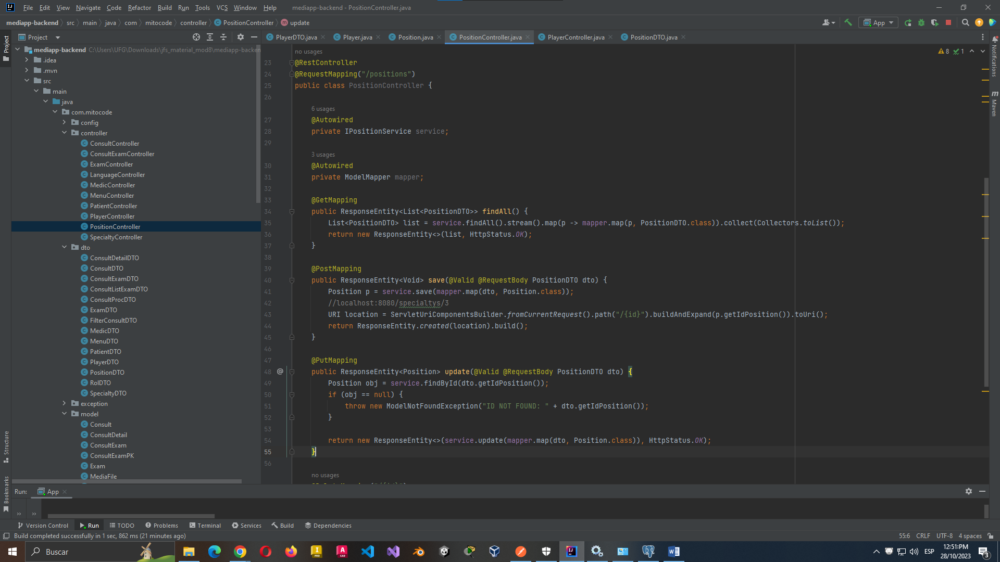 File Edit View Navigate Code Refactor Build Run Tools VCS Window Help mediapp-backend - PositionController.java
mediapp-backend src main java com mitocode controller PositionController update
App
Project
PlayerDTO.java Player.java Position.java PositionController.java PlayerController.java PositionDTO.java
Project
Structure
Bookmarks
mediapp-backend C:\Users\UFG\Downloads\jfs_material_mod8\mediapp-backen
.idea
.mvn
src
main
java
com.mitocode
config
controller
ConsultController
ConsultExamController
ExamController
LanguageController
MedicController
MenuController
PatientController
PlayerController
PositionController
SpecialtyController
dto
ConsultDetailDTO
ConsultDTO
ConsultExamDTO
ConsultListExamDTO
ConsultProcDTO
ExamDTO
FilterConsultDTO
MedicDTO
MenuDTO
PatientDTO
PlayerDTO
PositionDTO
RolDTO
SpecialtyDTO
exception
model
Consult
ConsultDetail
ConsultExam
ConsultExamPK
Exam
MediaFile
no usages
8 1
23 @RestController
24 @RequestMapping("/positions")
25 public class PositionController {
26
6 usages
27 @Autowired
28 private IPositionService service;
29
3 usages
30 @Autowired
31 private ModelMapper mapper;
32
33 @GetMapping
34 public ResponseEntity<List<PositionDTO>> findAll() {
35 List<PositionDTO> list = service.findAll().stream().map(p -> mapper.map(p, PositionDTO.class)).collect(Collectors.toList());
36 return new ResponseEntity<>(list, HttpStatus.OK);
37 }
38
39 @PostMapping
40 public ResponseEntity<Void> save(@Valid @RequestBody PositionDTO dto) {
41 Position p = service.save(mapper.map(dto, Position.class));
42 //localhost:8080/specialtys/3
43 URI location = ServletUriComponentsBuilder.fromCurrentRequest().path("/{id}").buildAndExpand(p.getIdPosition()).toUri();
44 return ResponseEntity.created(location).build();
45 }
46
47 @PutMapping
48 @ public ResponseEntity<Position> update(@Valid @RequestBody PositionDTO dto) {
49 Position obj = service.findById(dto.getIdPosition());
50 if (obj == null) {
51 throw new ModelNotFoundException("ID NOT FOUND: " + dto.getIdPosition());
52 }
53
54 return new ResponseEntity<>(service.update(mapper.map(dto, Position.class)), HttpStatus.OK);
55 }
56
no usages
Notifications
m Maven
Run: App
Version Control Run TODO Problems Terminal Services Build Dependencies
Build completed successfully in 1 sec, 862 ms (21 minutes ago) 55:6 CRLF UTF-8 4 spaces
Buscar
ESP
12:51:PM
28/10/2023
3